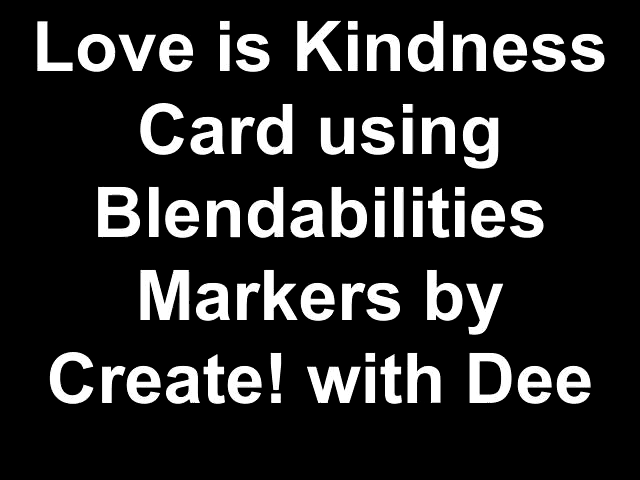 Love is Kindness
Card using
Blendabilities
Markers by
Create! with Dee